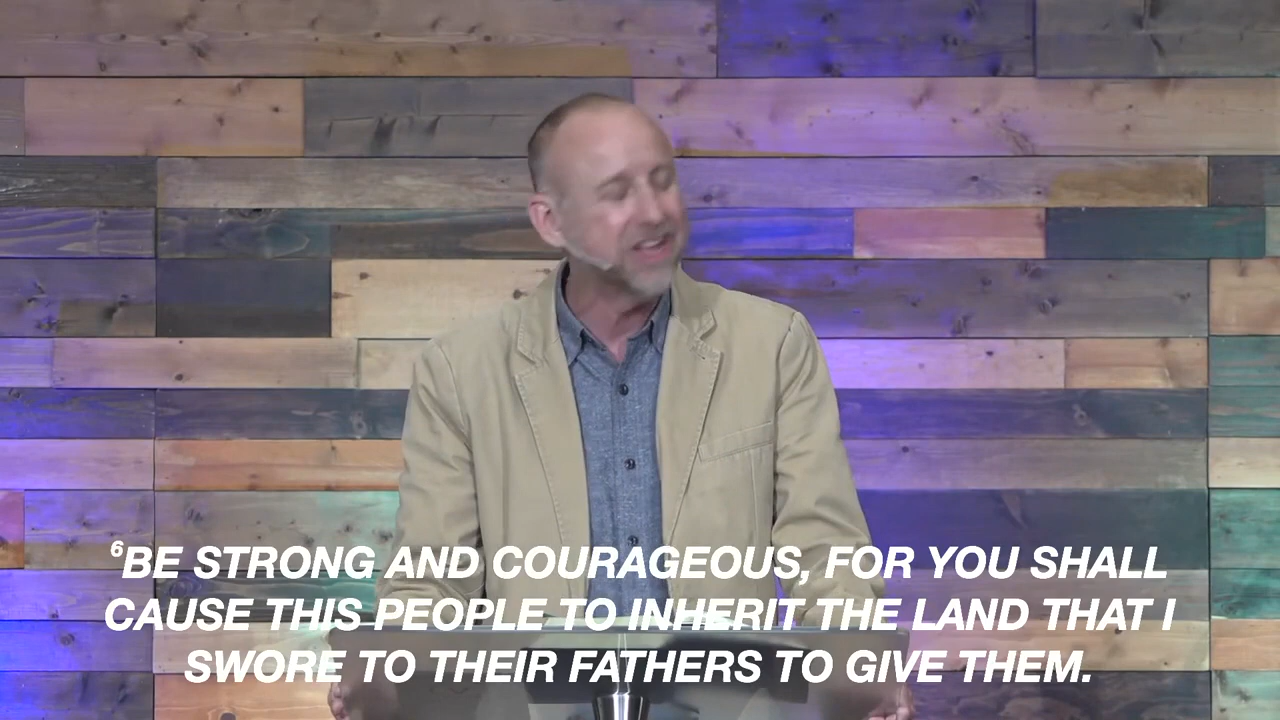 ⁶BE STRONG AND COURAGEOUS, FOR YOU SHALL
CAUSE THIS PEOPLE TO INHERIT THE LAND THAT I
SWORE TO THEIR FATHERS TO GIVE THEM.